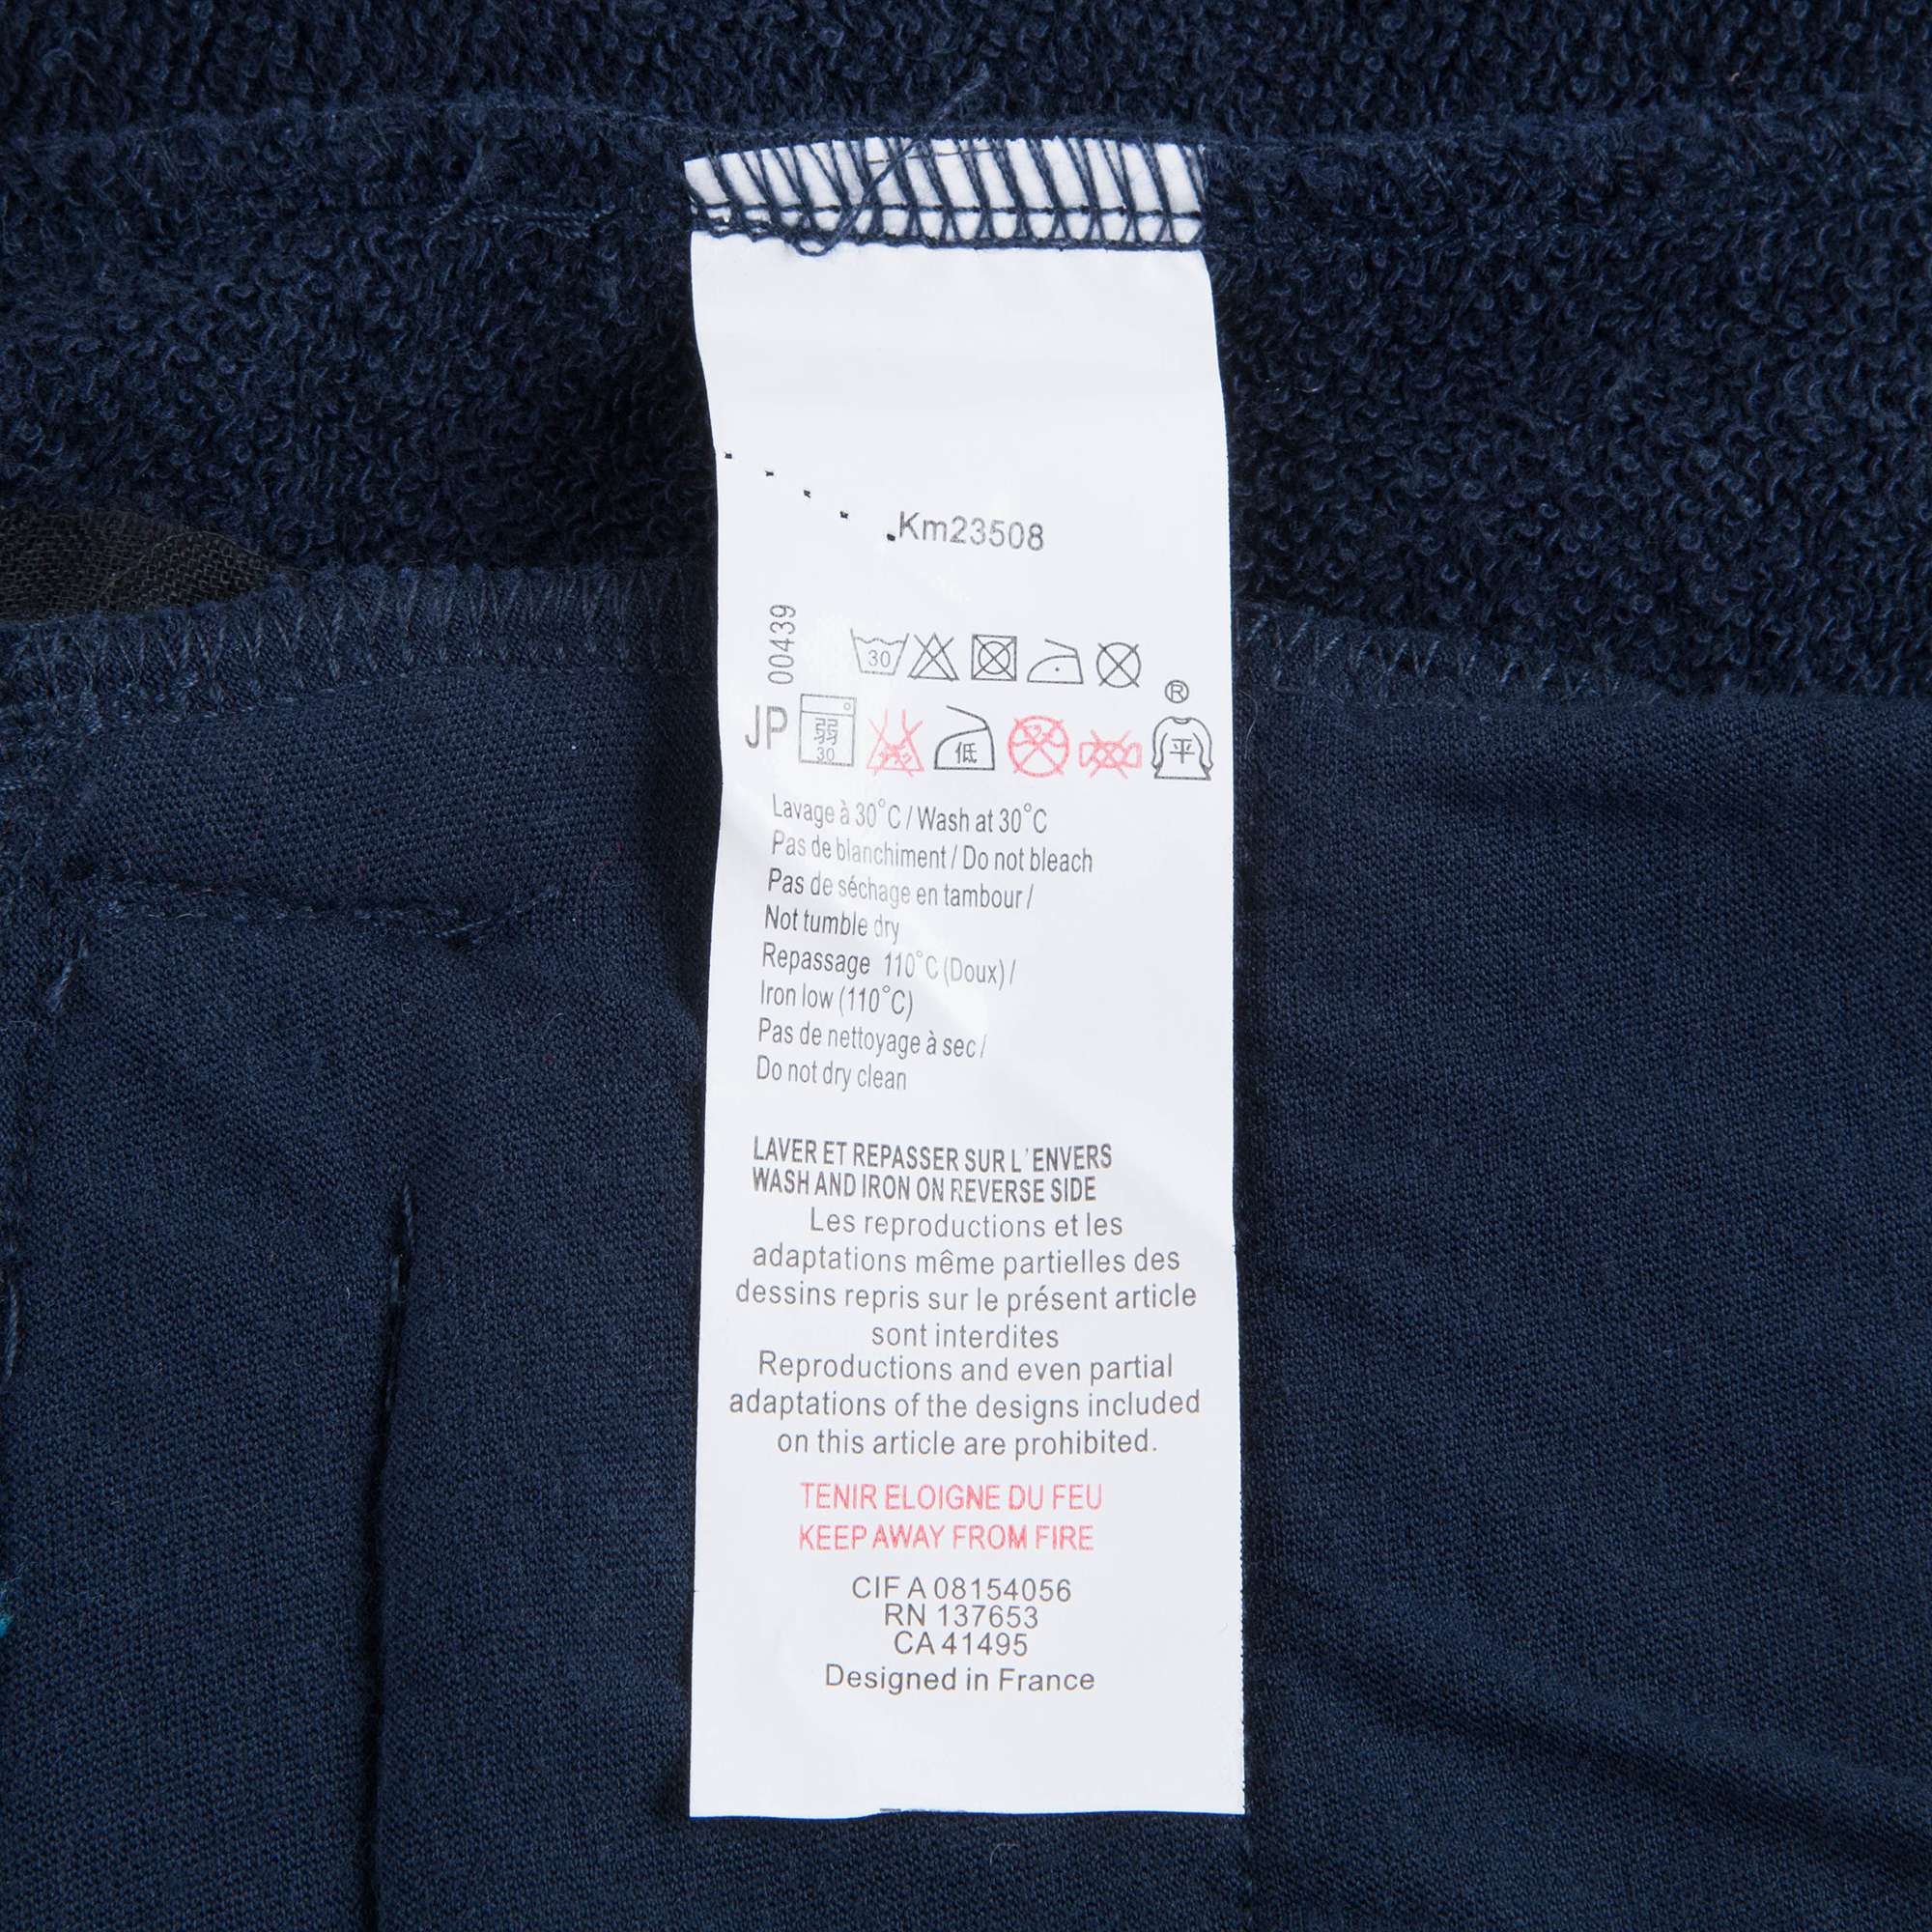 Km23508
00439
30
®
JP
弱
30
低
平
Lavage à 30°C / Wash at 30°C
Pas de blanchiment / Do not bleach
Pas de séchage en tambour /
Not tumble dry
Repassage 110°C (Doux) /
Iron low (110°C)
Pas de nettoyage à sec /
Do not dry clean
LAVER ET REPASSER SUR L'ENVERS
WASH AND IRON ON REVERSE SIDE
Les reproductions et les
adaptations même partielles des
dessins repris sur le présent article
sont interdites
Reproductions and even partial
adaptations of the designs included
on this article are prohibited.
TENIR ELOIGNE DU FEU
KEEP AWAY FROM FIRE
CIF A 08154056
RN 137653
CA 41495
Designed in France